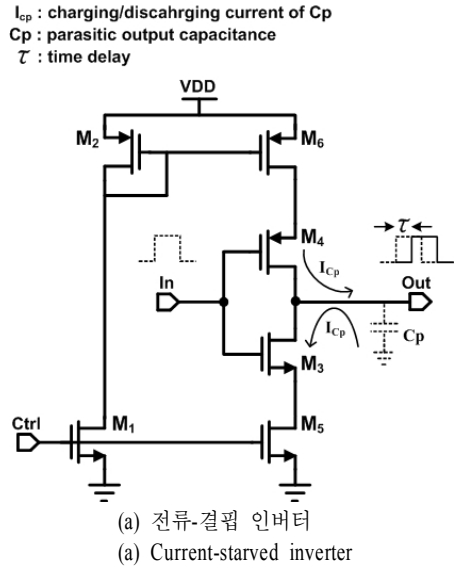 Icp : charging/discahrging current of Cp
Cp : parasitic output capacitance
τ : time delay
VDD
M2
M6
M4
τ
In
ICp
Out
ICp
Cp
M3
Ctrl
M1
M5
(a) 전류-결핍 인버터
(a) Current-starved inverter